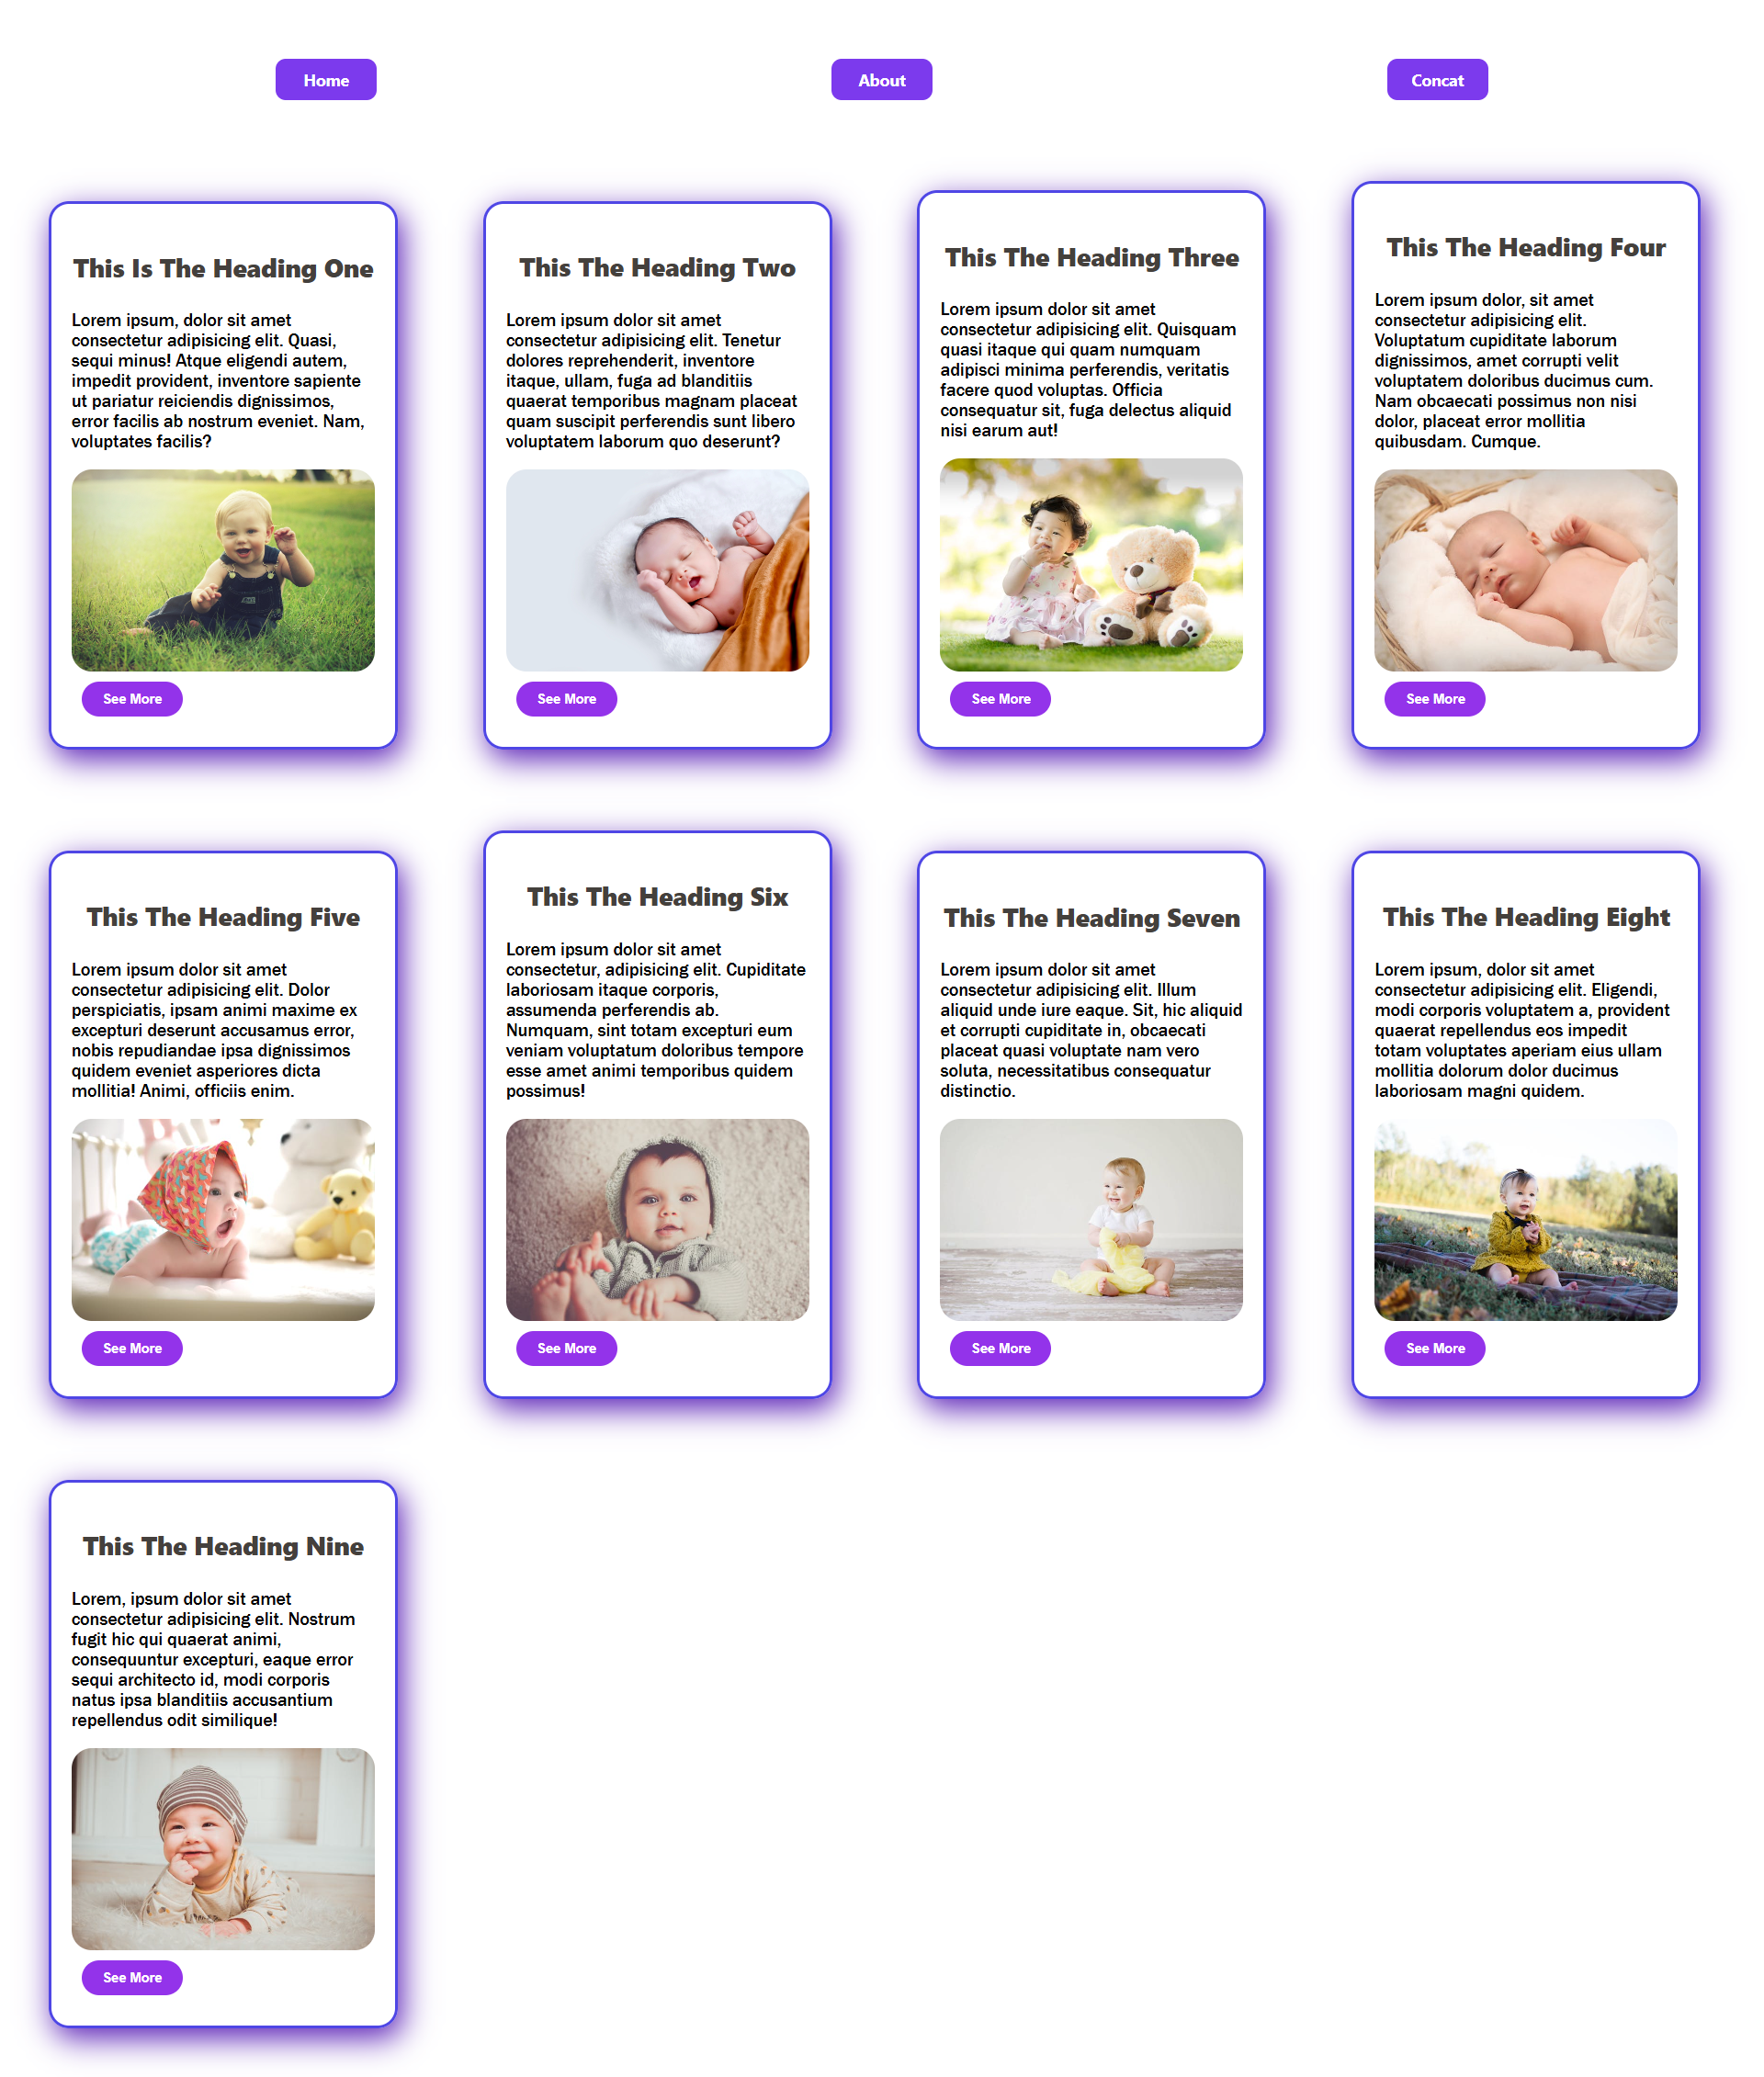 Home
About
Concat
This Is The Heading One
Lorem ipsum, dolor sit amet
consectetur adipisicing elit. Quasi,
sequi minus! Atque eligendi autem,
impedit provident, inventore sapiente
ut pariatur reiciendis dignissimos,
error facilis ab nostrum eveniet. Nam,
voluptates facilis?
See More
This The Heading Two
Lorem ipsum dolor sit amet
consectetur adipisicing elit. Tenetur
dolores reprehenderit, inventore
itaque, ullam, fuga ad blanditiis
quaerat temporibus magnam placeat
quam suscipit perferendis sunt libero
voluptatem laborum quo deserunt?
See More
This The Heading Three
Lorem ipsum dolor sit amet
consectetur adipisicing elit. Quisquam
quasi itaque qui quam numquam
adipisci minima perferendis, veritatis
facere quod voluptas. Officia
consequatur sit, fuga delectus aliquid
nisi earum aut!
See More
This The Heading Four
Lorem ipsum dolor, sit amet
consectetur adipisicing elit.
Voluptatum cupiditate laborum
dignissimos, amet corrupti velit
voluptatem doloribus ducimus cum.
Nam obcaecati possimus non nisi
dolor, placeat error mollitia
quibusdam. Cumque.
See More
This The Heading Five
Lorem ipsum dolor sit amet
consectetur adipisicing elit. Dolor
perspiciatis, ipsam animi maxime ex
excepturi deserunt accusamus error,
nobis repudiandae ipsa dignissimos
quidem eveniet asperiores dicta
mollitia! Animi, officiis enim.
See More
This The Heading Six
Lorem ipsum dolor sit amet
consectetur, adipisicing elit. Cupiditate
laboriosam itaque corporis,
assumenda perferendis ab.
Numquam, sint totam excepturi eum
veniam voluptatum doloribus tempore
esse amet animi temporibus quidem
possimus!
See More
This The Heading Seven
Lorem ipsum dolor sit amet
consectetur adipisicing elit. Illum
aliquid unde iure eaque. Sit, hic aliquid
et corrupti cupiditate in, obcaecati
placeat quasi voluptate nam vero
soluta, necessitatibus consequatur
distinctio.
See More
This The Heading Eight
Lorem ipsum, dolor sit amet
consectetur adipisicing elit. Eligendi,
modi corporis voluptatem a, provident
quaerat repellendus eos impedit
totam voluptates aperiam eius ullam
mollitia dolorum dolor ducimus
laboriosam magni quidem.
See More
This The Heading Nine
Lorem, ipsum dolor sit amet
consectetur adipisicing elit. Nostrum
fugit hic qui quaerat animi,
consequuntur excepturi, eaque error
sequi architecto id, modi corporis
natus ipsa blanditiis accusantium
repellendus odit similique!
See More